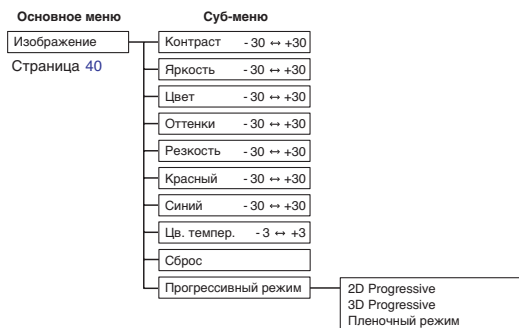 Основное меню Суб-меню
Изображение Контраст - 30 ↔ +30
Страница 40
Яркость - 30 ↔ +30
Цвет - 30 ↔ +30
Оттенки - 30 ↔ +30
Резкость - 30 ↔ +30
Красный - 30 ↔ +30
Синий - 30 ↔ +30
Цв. темпер. - 3 ↔ +3
Сброс
Прогрессивный режим 2D Progressive
3D Progressive
Пленочный режим